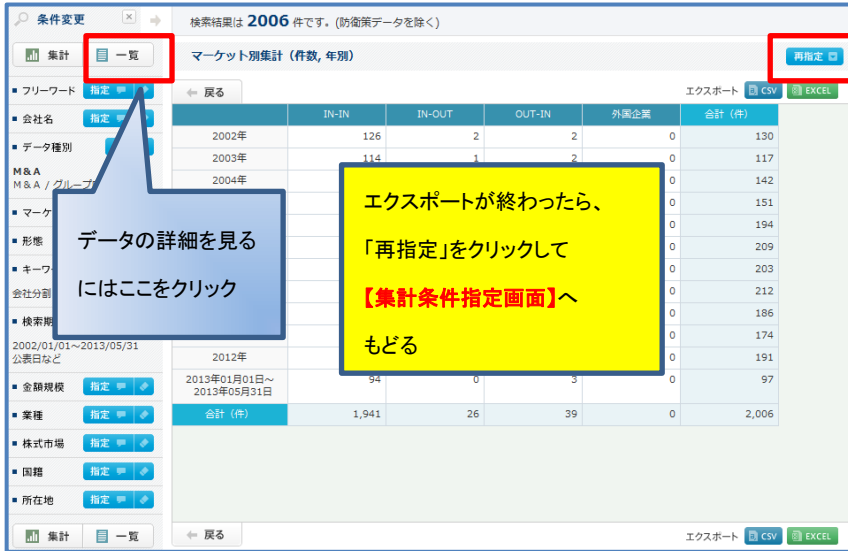 条件変更
検索結果は 2006 件です。(防衛策データを除く)
集計 一覧
マーケット別集計 (件数, 年別)
再指定
フリーワード 指定
戻る
エクスポート CSV EXCEL
会社名 指定
データ種別
M&A
M&A / グループ
マーケ
形態
キーワ
会社分割
検索期
2002/01/01～2013/05/31
公表日など
金額規模 指定
業種 指定
株式市場 指定
国籍 指定
所在地 指定
集計 一覧
IN-IN IN-OUT OUT-IN 外国企業 合計 (件)
2002年 126 2 2 0 130
2003年 114 1 2 0 117
2004年 0 142
0 151
0 194
0 209
0 203
0 212
0 186
0 174
2012年 0 191
2013年01月01日～ 94 0 3 0 97
2013年05月31日
合計 (件) 1,941 26 39 0 2,006
データの詳細を見る
にはここをクリック
エクスポートが終わったら、
「再指定」をクリックして
【集計条件指定画面】へ
もどる
戻る
エクスポート CSV EXCEL